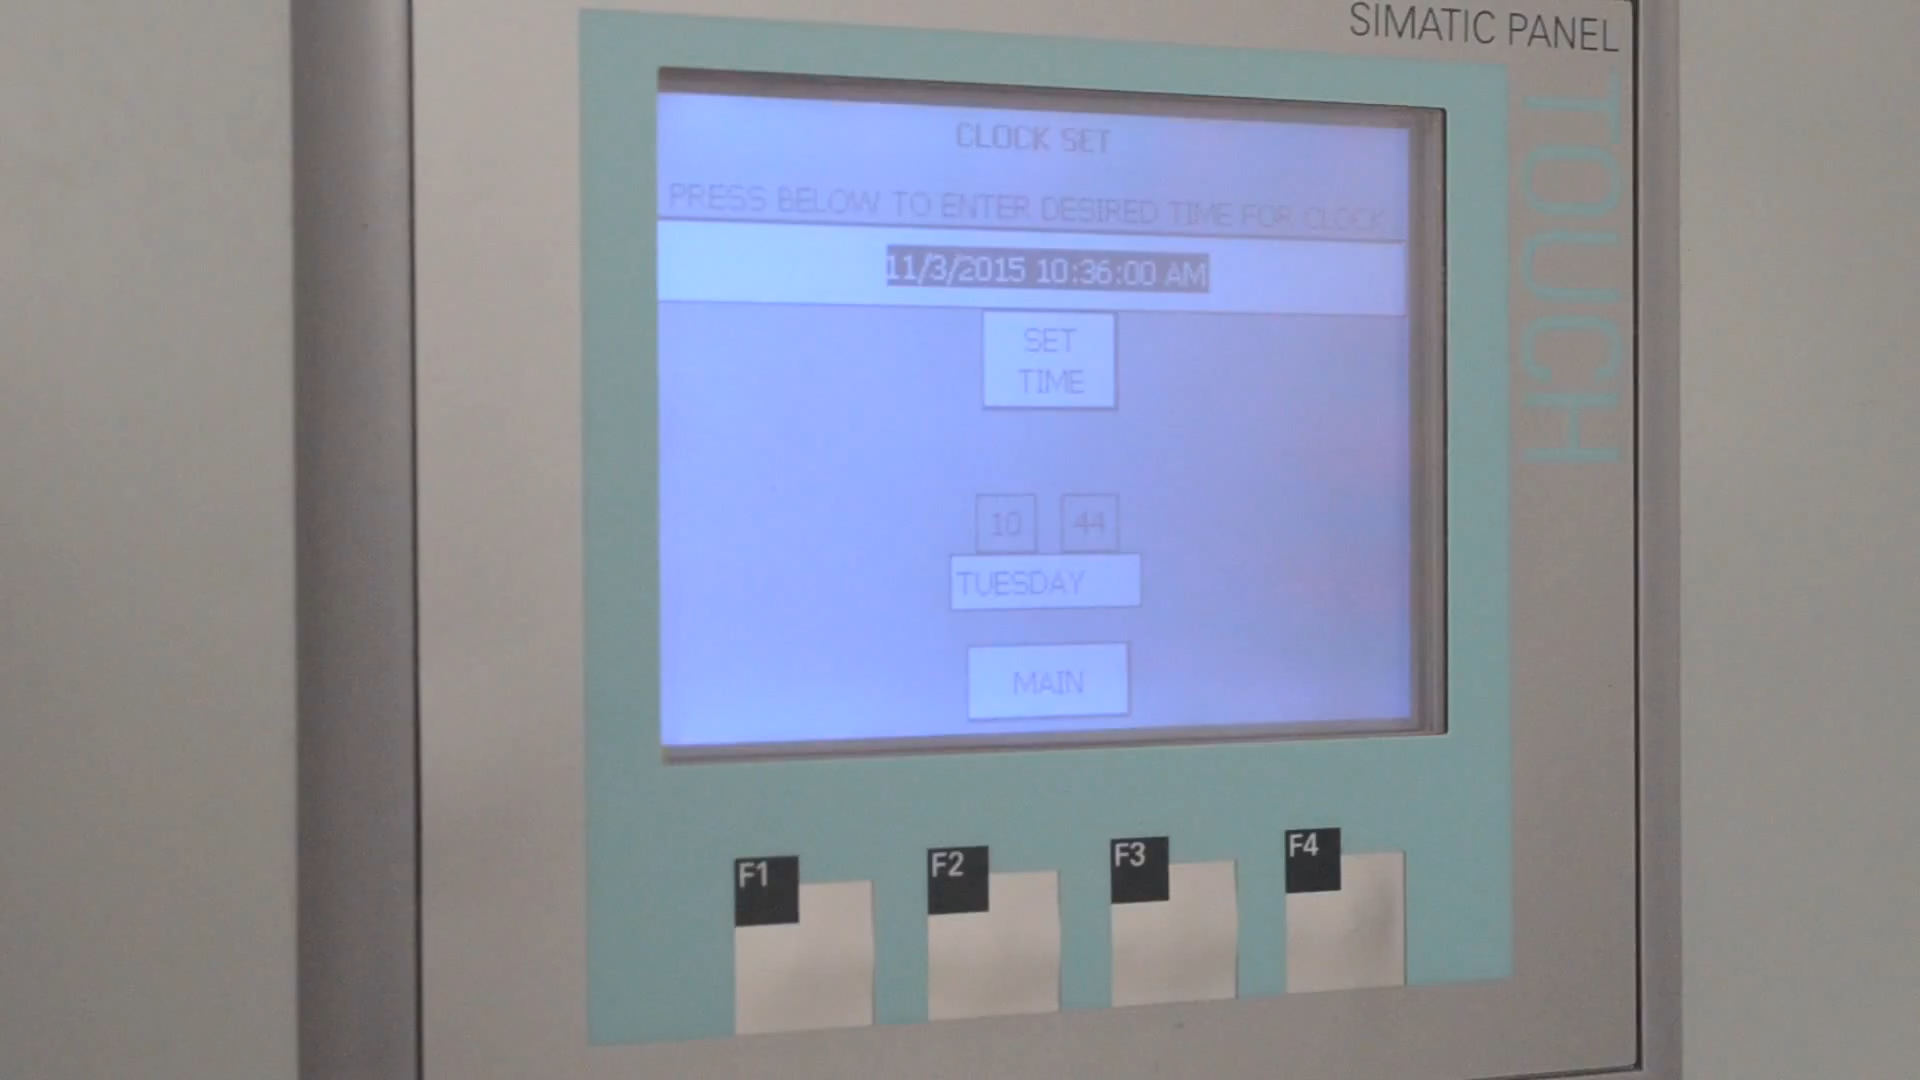 SIMATIC PANEL
TOUCH
CLOCK SET
PRESS BELOW TO ENTER DESIRED TIME FOR CLOCK
11/3/2015 10:36:00 AM
SET
TIME
10 44
TUESDAY
MAIN
F1 F2 F3 F4